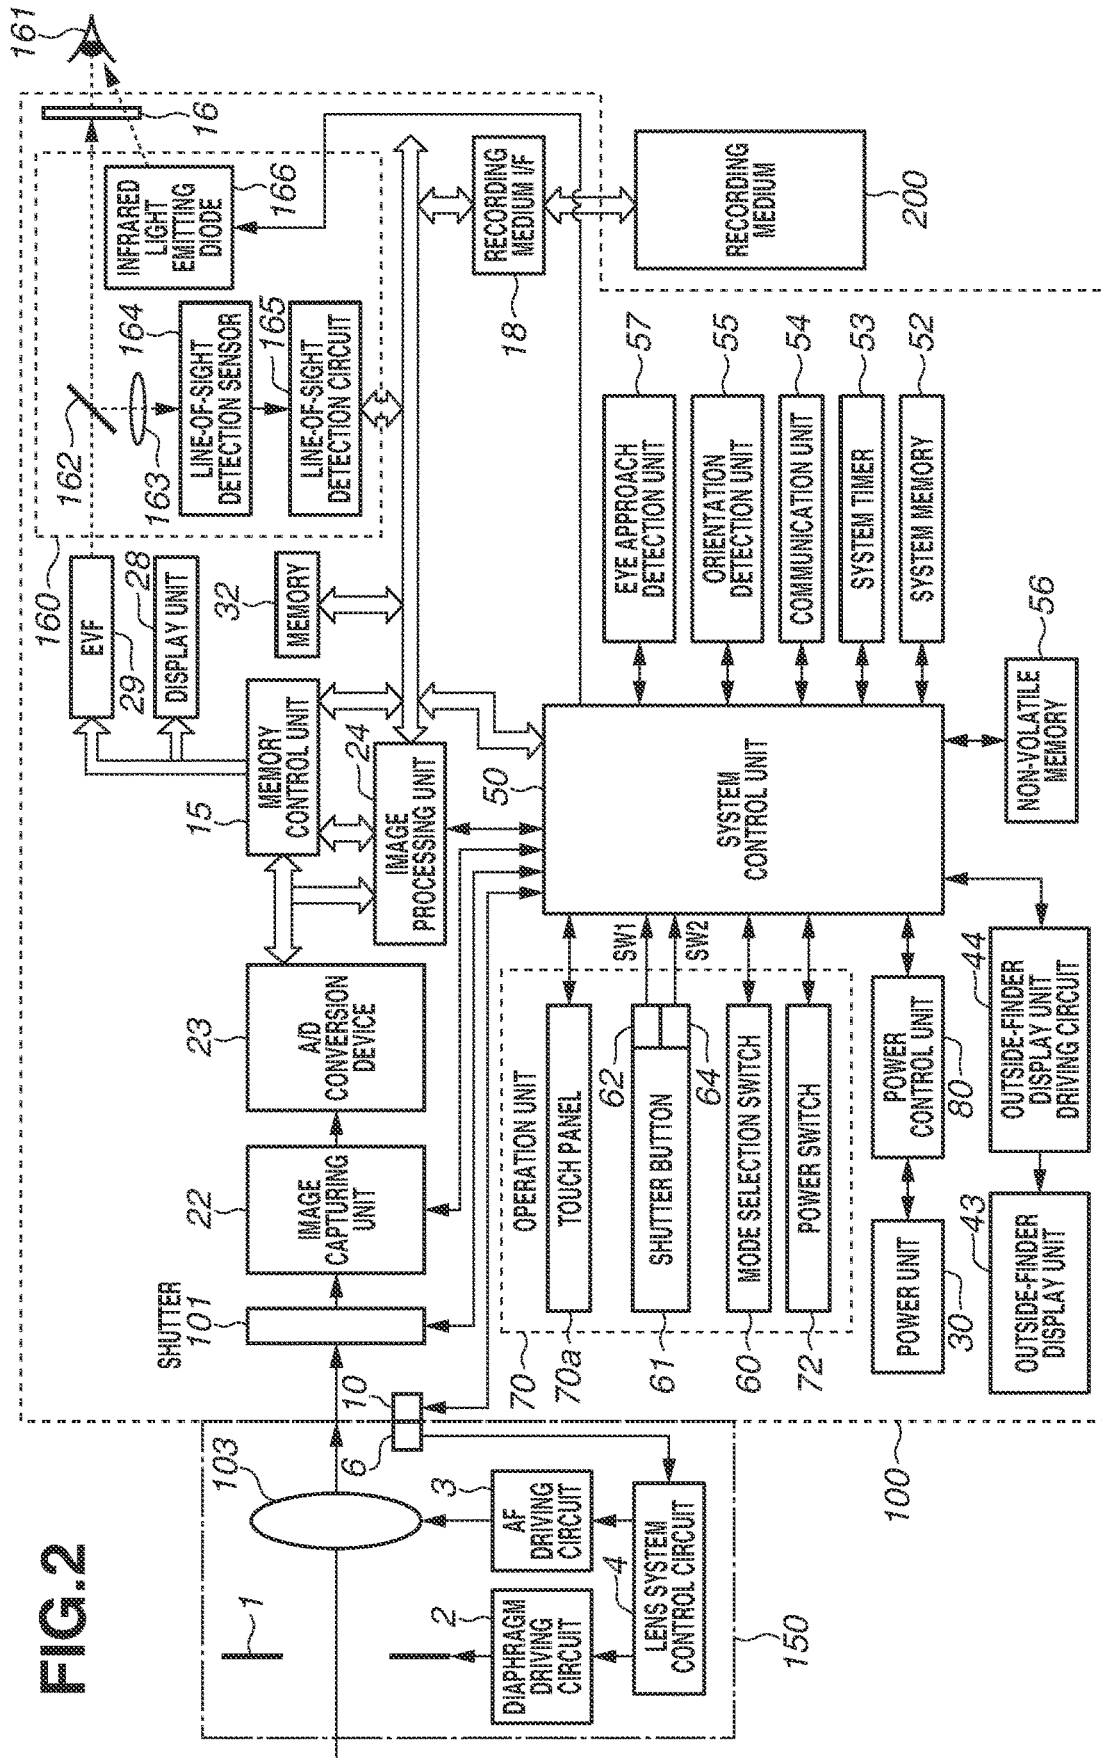 FIG.2
160
162
161
EVF
29
163
164
INFRARED
LIGHT
EMITTING
DIODE
166
16
DISPLAY UNIT
28
LINE-OF-SIGHT
DETECTION SENSOR
165
LINE-OF-SIGHT
DETECTION CIRCUIT
15
MEMORY
CONTROL UNIT
32
MEMORY
1
103
SHUTTER
101
22
IMAGE
CAPTURING
UNIT
23
A/D
CONVERSION
DEVICE
24
IMAGE
PROCESSING UNIT
RECORDING
MEDIUM I/F
18
RECORDING
MEDIUM
200
6
10
2
DIAPHRAGM
DRIVING
CIRCUIT
3
AF
DRIVING
CIRCUIT
4
LENS SYSTEM
CONTROL CIRCUIT
150
100
70
OPERATION UNIT
70a
TOUCH PANEL
61
SHUTTER BUTTON
62
64
SW1
SW2
60
MODE SELECTION SWITCH
72
POWER SWITCH
50
SYSTEM
CONTROL UNIT
EYE APPROACH
DETECTION UNIT
57
ORIENTATION
DETECTION UNIT
55
COMMUNICATION UNIT
54
SYSTEM TIMER
53
SYSTEM MEMORY
52
NON-VOLATILE
MEMORY
56
POWER UNIT
30
POWER
CONTROL UNIT
80
OUTSIDE-FINDER
DISPLAY UNIT
43
OUTSIDE-FINDER
DISPLAY UNIT
DRIVING CIRCUIT
44